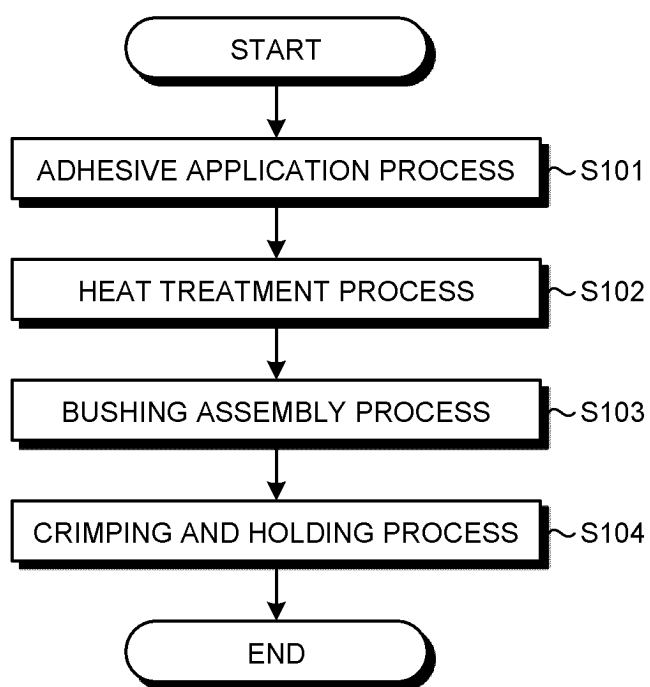 START
ADHESIVE APPLICATION PROCESS S101
HEAT TREATMENT PROCESS S102
BUSHING ASSEMBLY PROCESS S103
CRIMPING AND HOLDING PROCESS S104
END